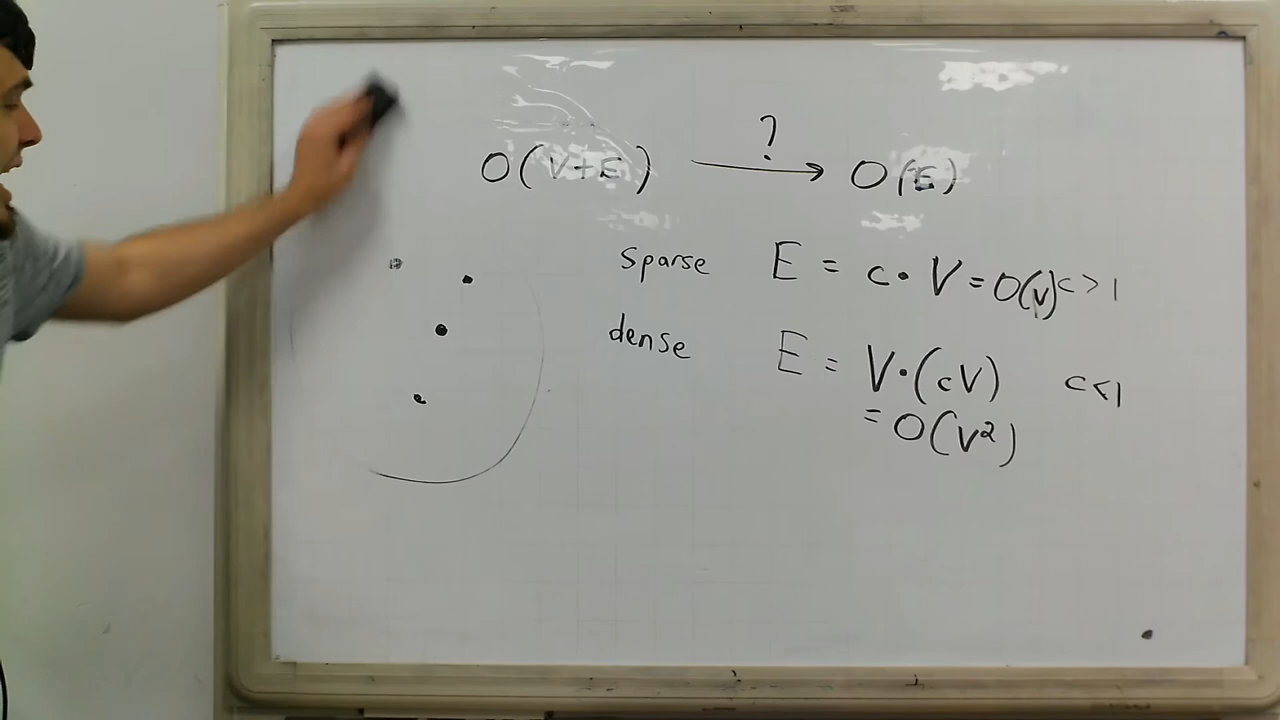 O(V+E) ? → O(E)
sparse E = c • V = O(V) c > 1
dense E = V • (cV) c < 1
= O(V²)